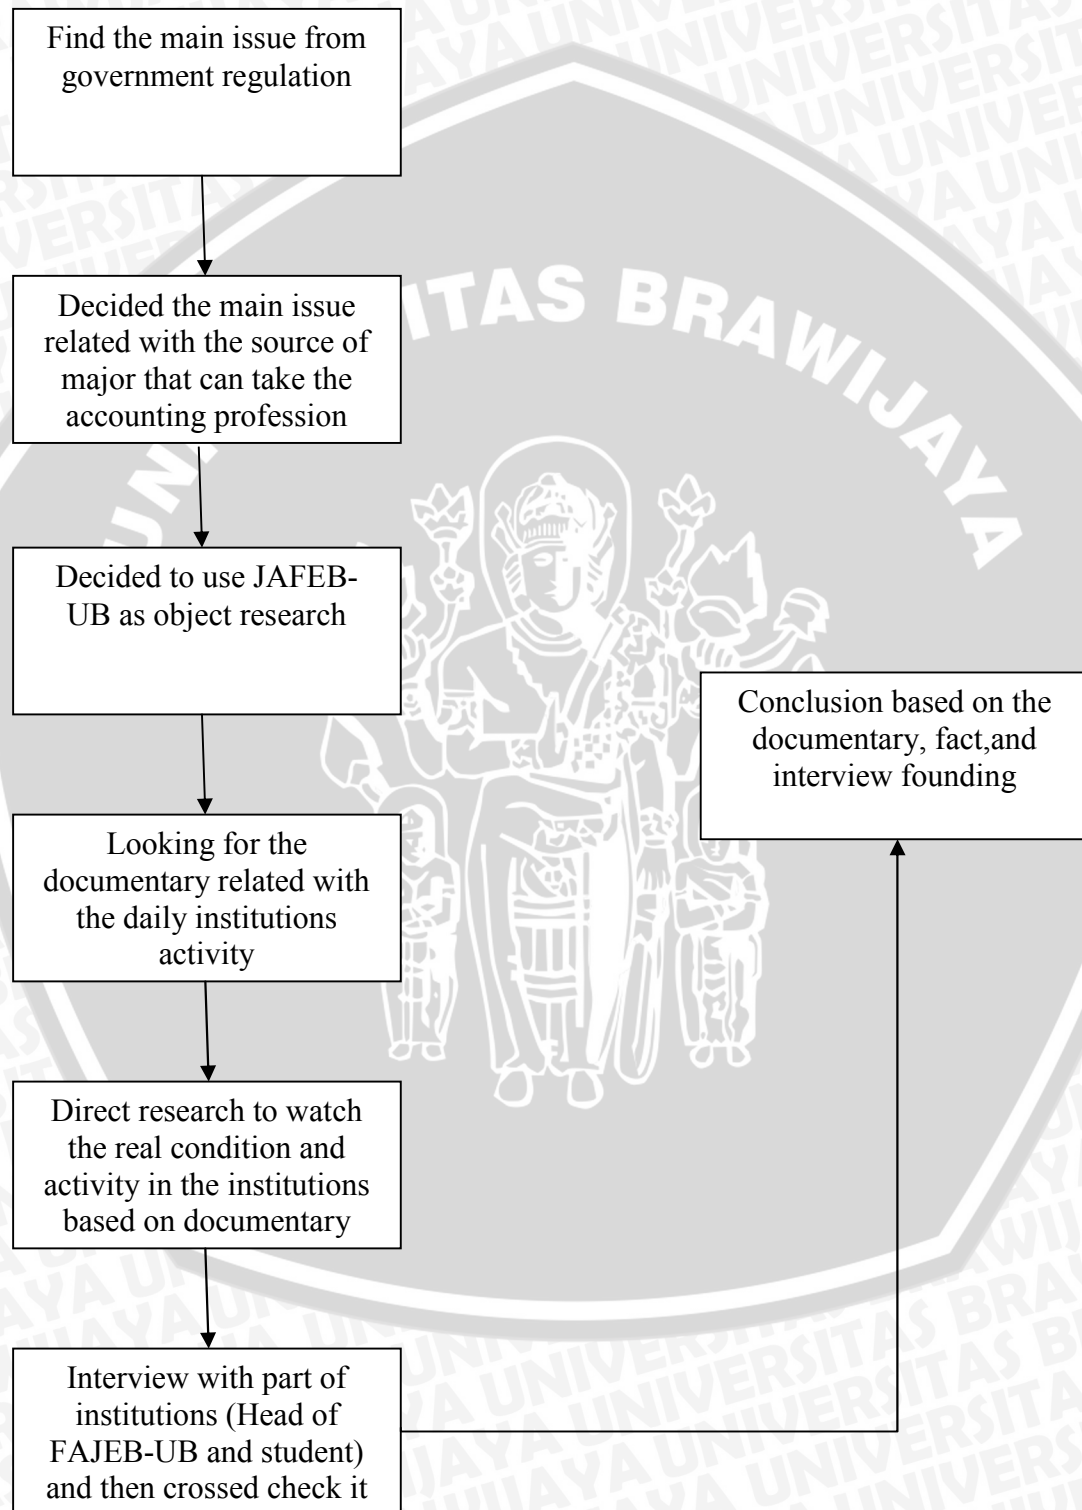 Find the main issue from
government regulation
Decided the main issue
related with the source of
major that can take the
accounting profession
Decided to use JAFEB-
UB as object research
Looking for the
documentary related with
the daily institutions
activity
Direct research to watch
the real condition and
activity in the institutions
based on documentary
Interview with part of
institutions (Head of
FAJEB-UB and student)
and then crossed check it
Conclusion based on the
documentary, fact,and
interview founding
ITAS BRAWIJAYA